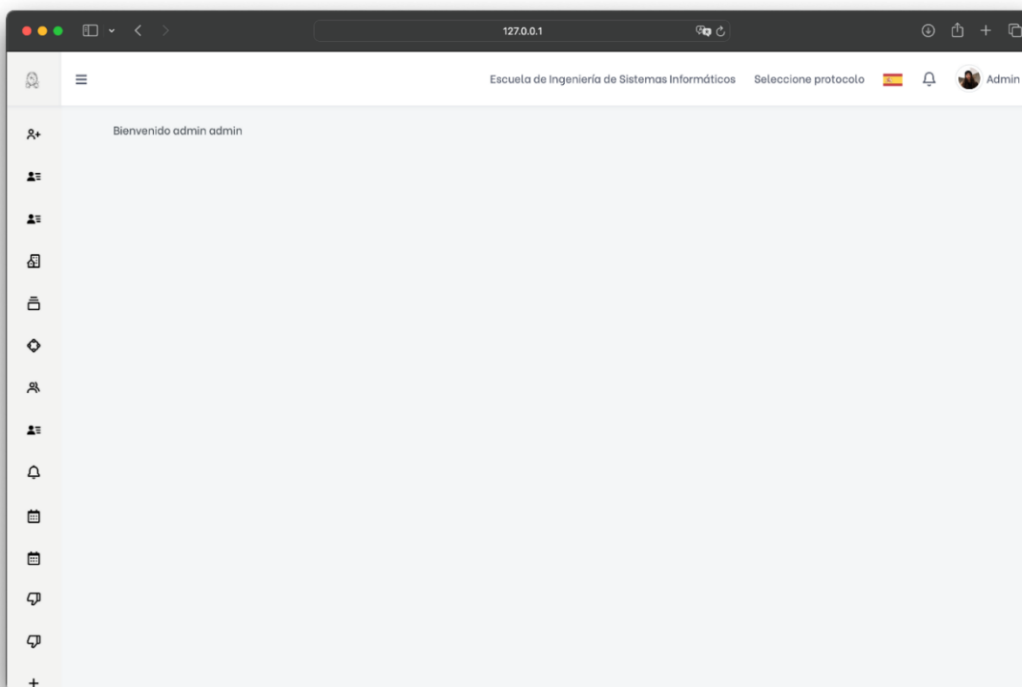 127.0.0.1
Escuela de Ingeniería de Sistemas Informáticos Seleccione protocolo Admin
Bienvenido admin admin